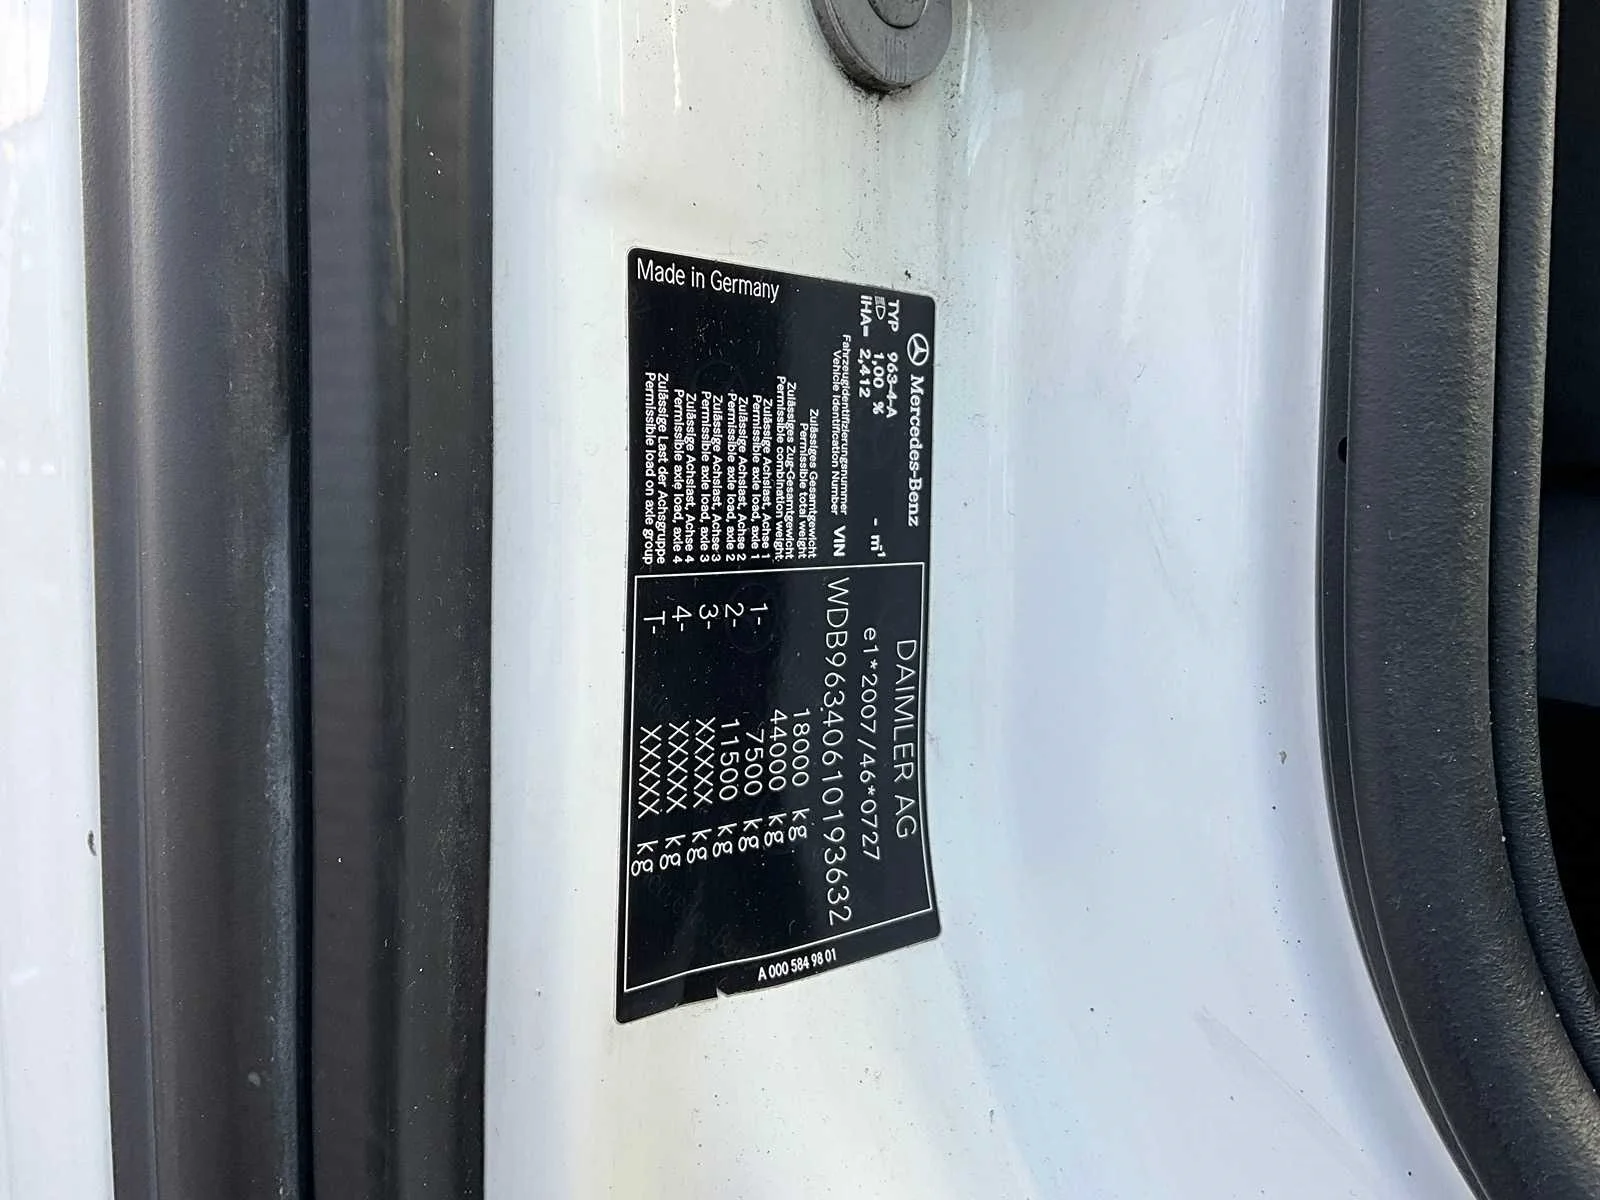 Mercedes-Benz
DAIMLER AG
TYP 963-4-A
1,00 % - m⁻¹
e1*2007/46*0727
iHA= 2,412
Fahrzeugidentifizierungsnummer
Vehicle Identification Number VIN
WDB96340610193632
Zulässiges Gesamtgewicht
Permissible total weight
18000 kg
Zulässiges Zug-Gesamtgewicht
Permissible combination weight
44000 kg
Zulässige Achslast, Achse 1
Permissible axle load, axle 1
1- 7500 kg
Zulässige Achslast, Achse 2
Permissible axle load, axle 2
2- 11500 kg
Zulässige Achslast, Achse 3
Permissible axle load, axle 3
3- XXXXX kg
Zulässige Achslast, Achse 4
Permissible axle load, axle 4
4- XXXXX kg
Zulässige Last der Achsgruppe
Permissible load on axle group
T- XXXXX kg
Made in Germany
A 000 584 98 01